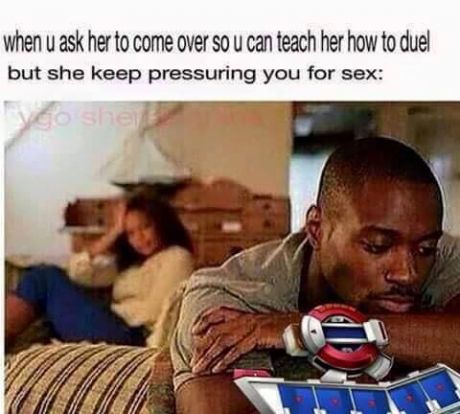 when u ask her to come over so u can teach her how to duel
but she keep pressuring you for sex:
ygo